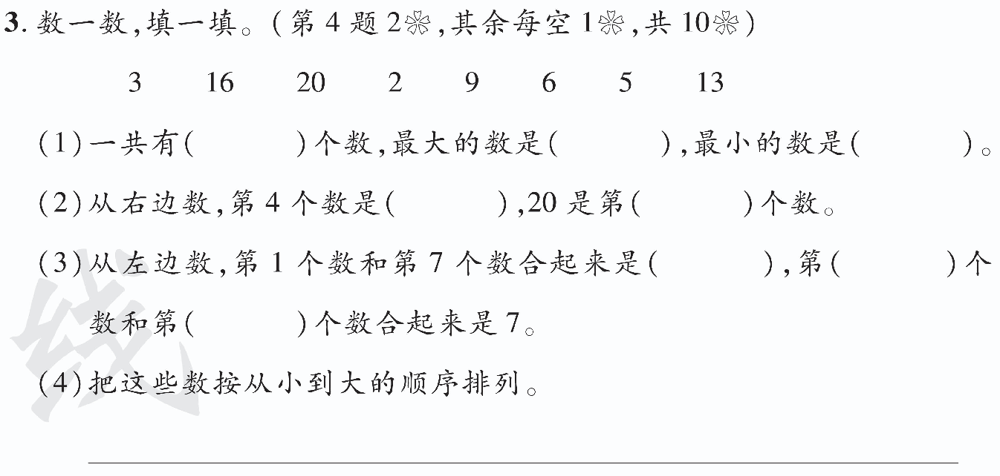 3. 数一数,填一填。(第 4 题 2❀,其余每空 1❀,共 10❀)
3 16 20 2 9 6 5 13
(1)一共有(  )个数,最大的数是(  ),最小的数是(  )。
(2)从右边数,第 4 个数是(  ),20 是第(  )个数。
(3)从左边数,第 1 个数和第 7 个数合起来是(  ),第(  )个
数和第(  )个数合起来是 7。
(4)把这些数按从小到大的顺序排列。
线